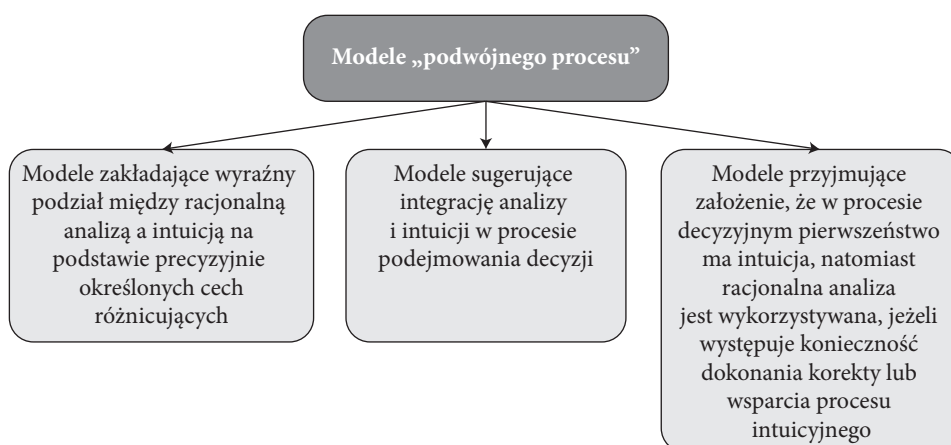 Modele „podwójnego procesu”
Modele zakładające wyraźny
podział między racjonalną
analizą a intuicją na
podstawie precyzyjnie
określonych cech
różnicujących
Modele sugerujące
integrację analizy
i intuicji w procesie
podejmowania decyzji
Modele przyjmujące
założenie, że w procesie
decyzyjnym pierwszeństwo
ma intuicja, natomiast
racjonalna analiza
jest wykorzystywana, jeżeli
występuje konieczność
dokonania korekty lub
wsparcia procesu
intuicyjnego